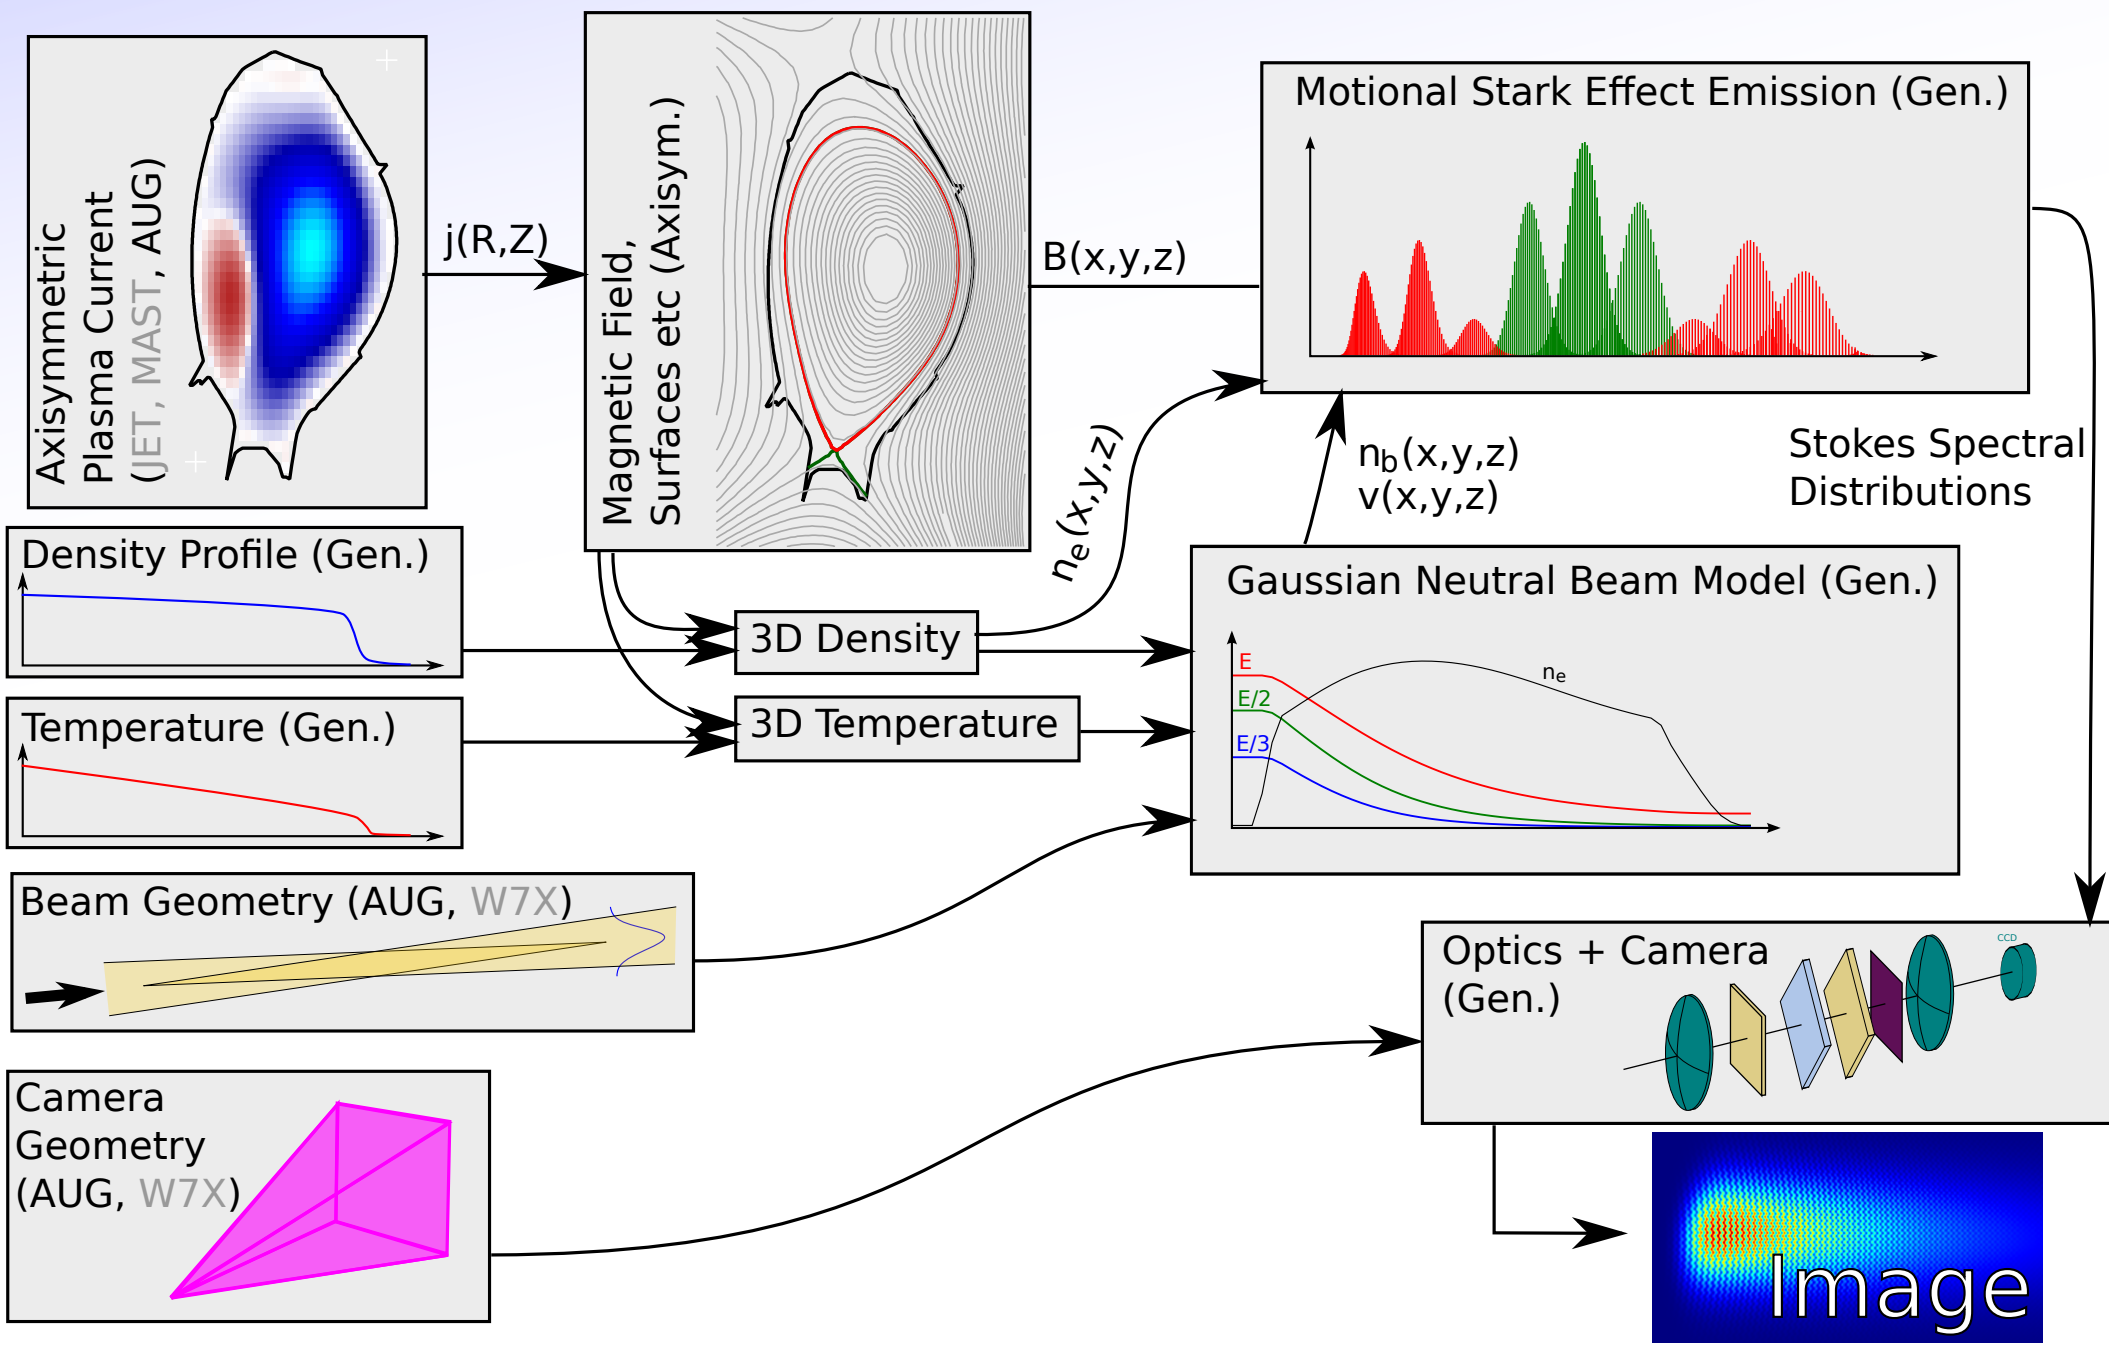 Axisymmetric
Plasma Current
(JET, MAST, AUG)
j(R,Z)
Magnetic Field,
Surfaces etc (Axisym.)
B(x,y,z)
Motional Stark Effect Emission (Gen.)
ne(x,y,z)
nb(x,y,z)
v(x,y,z)
Stokes Spectral
Distributions
Density Profile (Gen.)
3D Density
Temperature (Gen.)
3D Temperature
Gaussian Neutral Beam Model (Gen.)
E
E/2
E/3
ne
Beam Geometry (AUG, W7X)
Optics + Camera
(Gen.)
CCD
Camera
Geometry
(AUG, W7X)
Image